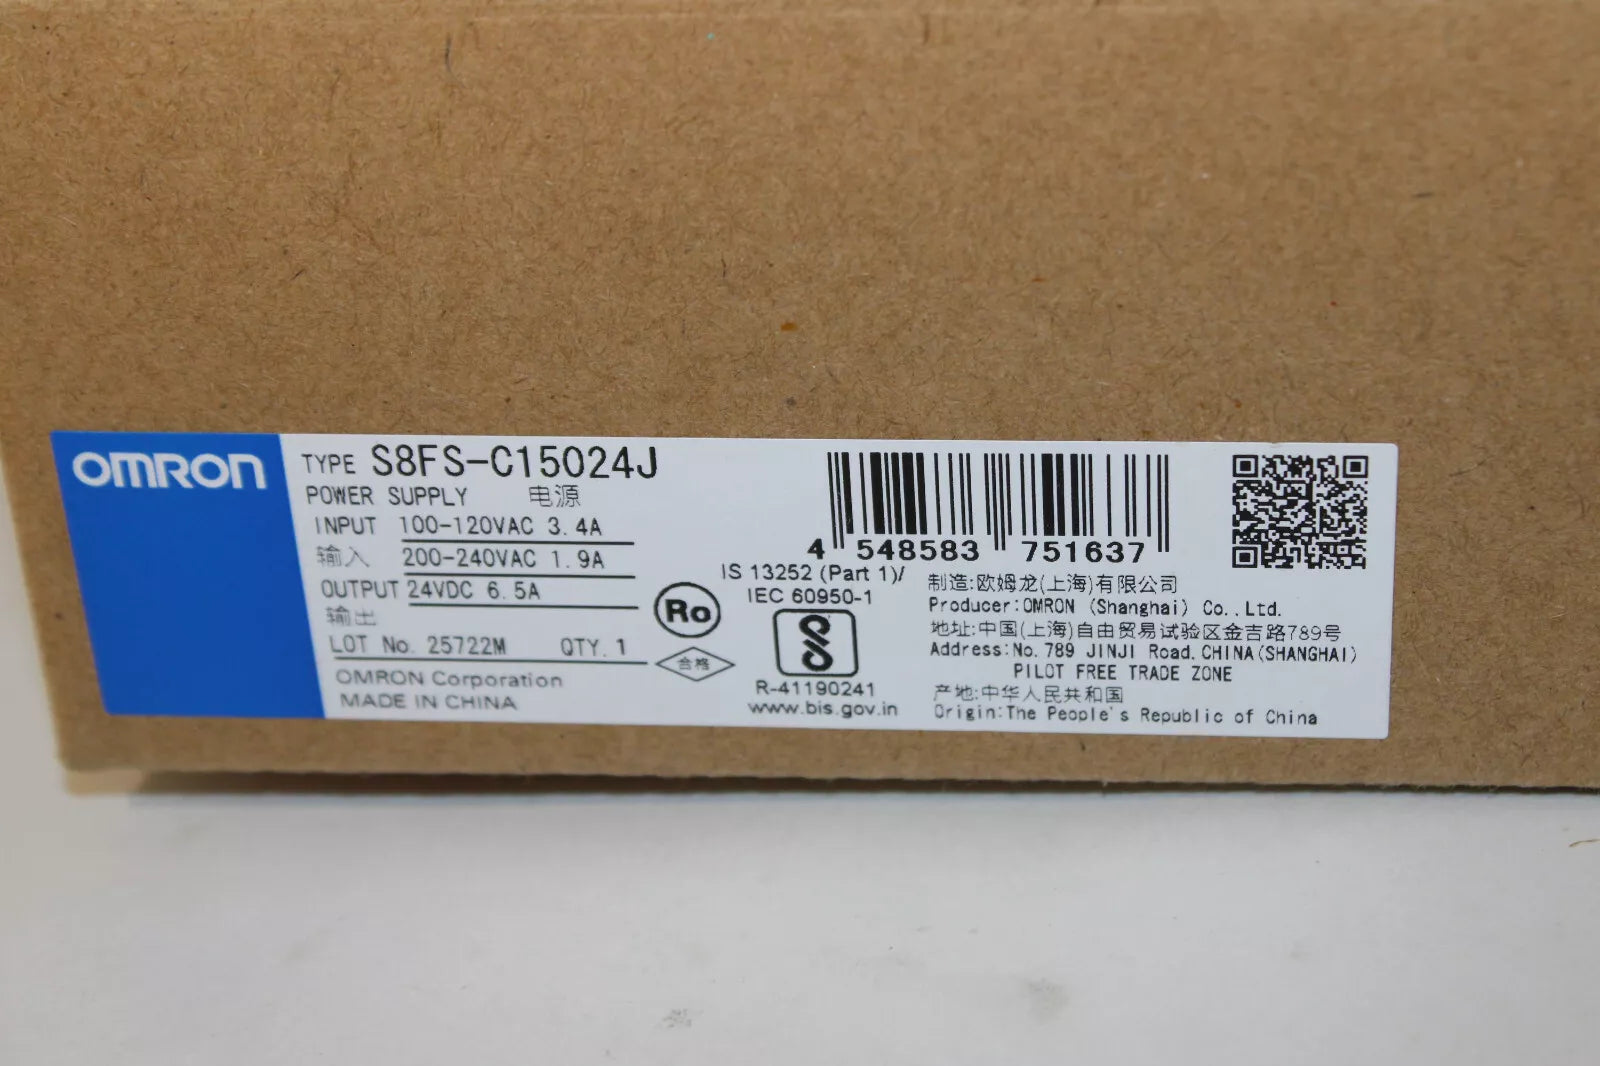 OMRON
TYPE S8FS-C15024J
POWER SUPPLY 电源
INPUT 100-120VAC 3.4A
输入 200-240VAC 1.9A
OUTPUT 24VDC 6.5A
输出
LOT No. 25722M QTY. 1
OMRON Corporation
MADE IN CHINA
Ro
合格
4 548583 751637
IS 13252 (Part 1)/
IEC 60950-1
R-41190241
www.bis.gov.in
制造:欧姆龙(上海)有限公司
Producer:OMRON (Shanghai) Co.,Ltd.
地址:中国(上海)自由贸易试验区金吉路789号
Address:No.789 JINJI Road,CHINA(SHANGHAI)
PILOT FREE TRADE ZONE
产地:中华人民共和国
Origin:The People's Republic of China